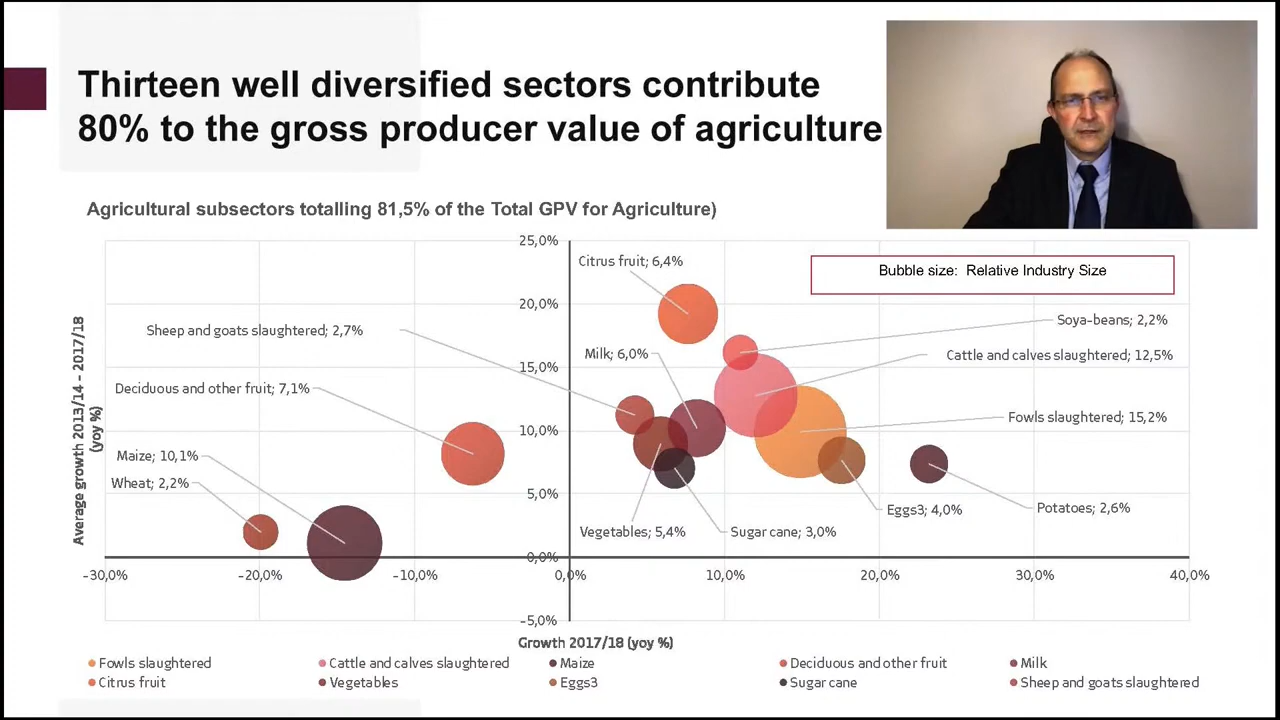 Thirteen well diversified sectors contribute
80% to the gross producer value of agriculture
Agricultural subsectors totalling 81,5% of the Total GPV for Agriculture)
Bubble size: Relative Industry Size
Average growth 2013/14 - 2017/18
(yoy %)
25,0%
20,0%
15,0%
10,0%
5,0%
0,0%
-5,0%
Citrus fruit; 6,4%
Sheep and goats slaughtered; 2,7%
Soya-beans; 2,2%
Milk; 6,0%
Cattle and calves slaughtered; 12,5%
Deciduous and other fruit; 7,1%
Fowls slaughtered; 15,2%
Maize; 10,1%
Wheat; 2,2%
Eggs3; 4,0%
Potatoes; 2,6%
Vegetables; 5,4%
Sugar cane; 3,0%
-30,0%
-20,0%
-10,0%
0,0%
10,0%
20,0%
30,0%
40,0%
Growth 2017/18 (yoy %)
Fowls slaughtered
Cattle and calves slaughtered
Maize
Deciduous and other fruit
Milk
Citrus fruit
Vegetables
Eggs3
Sugar cane
Sheep and goats slaughtered